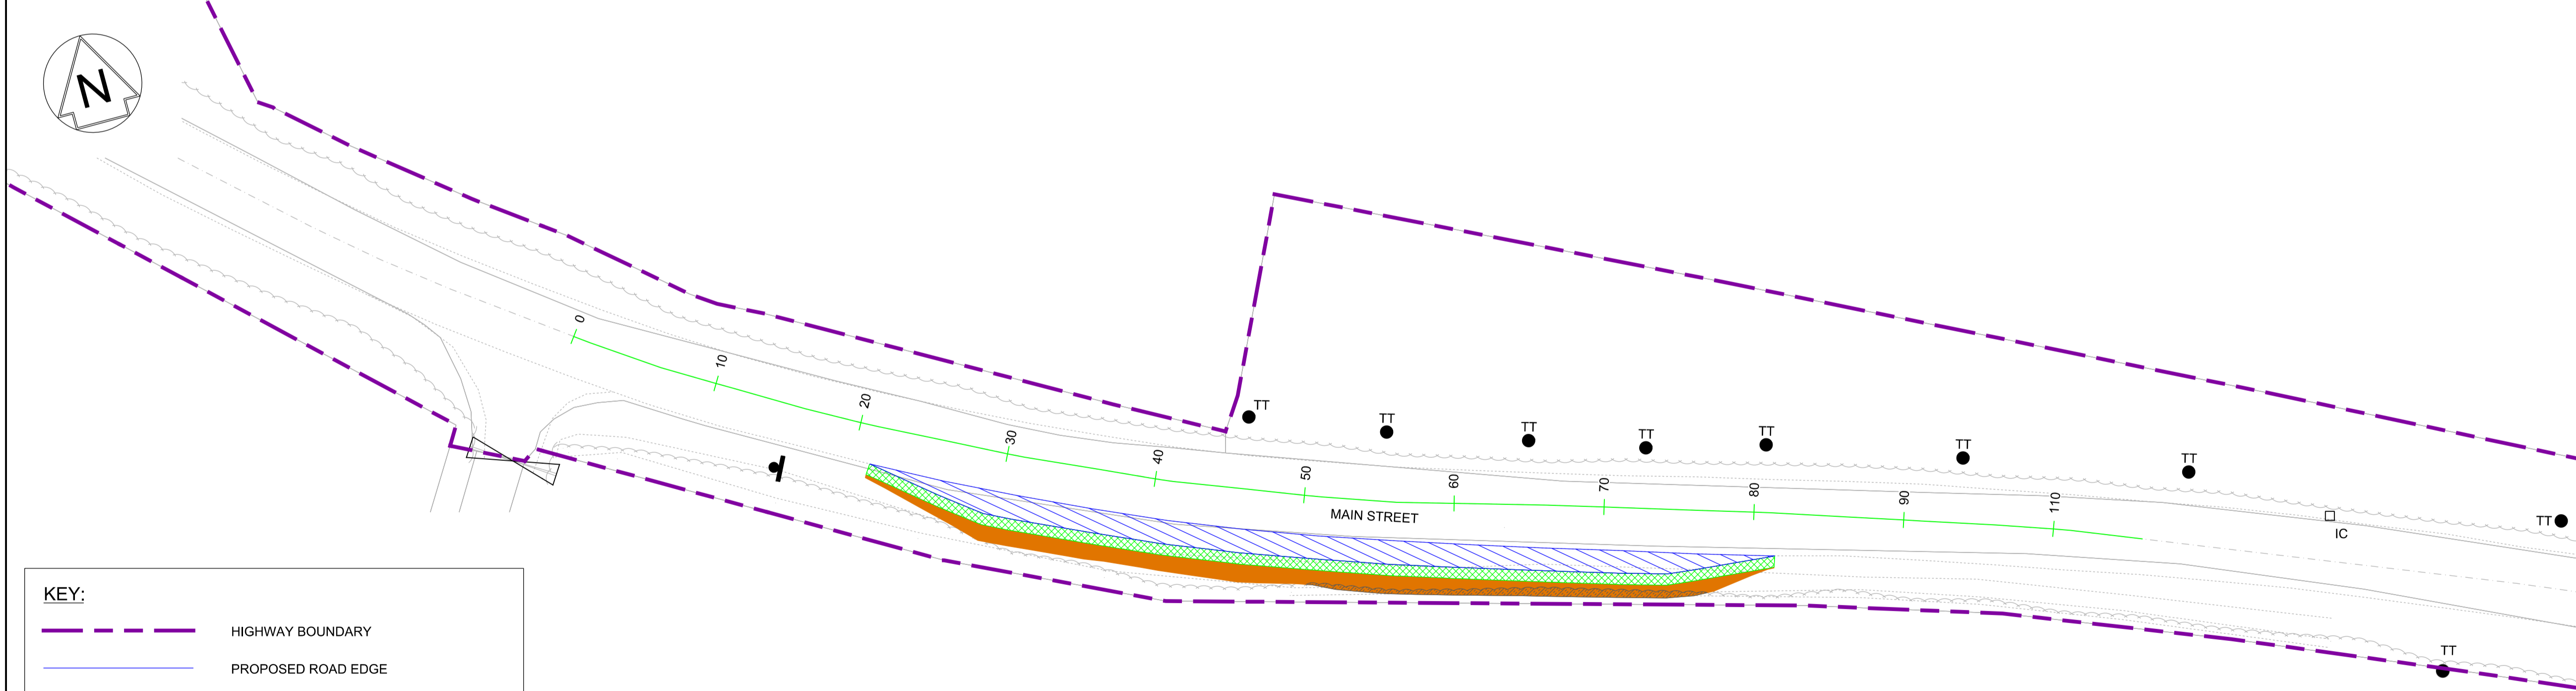 N
0
10
20
30
40
50
60
70
80
90
110
TT
TT
TT
TT
TT
TT
TT
TT
TT
MAIN STREET
IC
KEY:
HIGHWAY BOUNDARY
PROPOSED ROAD EDGE